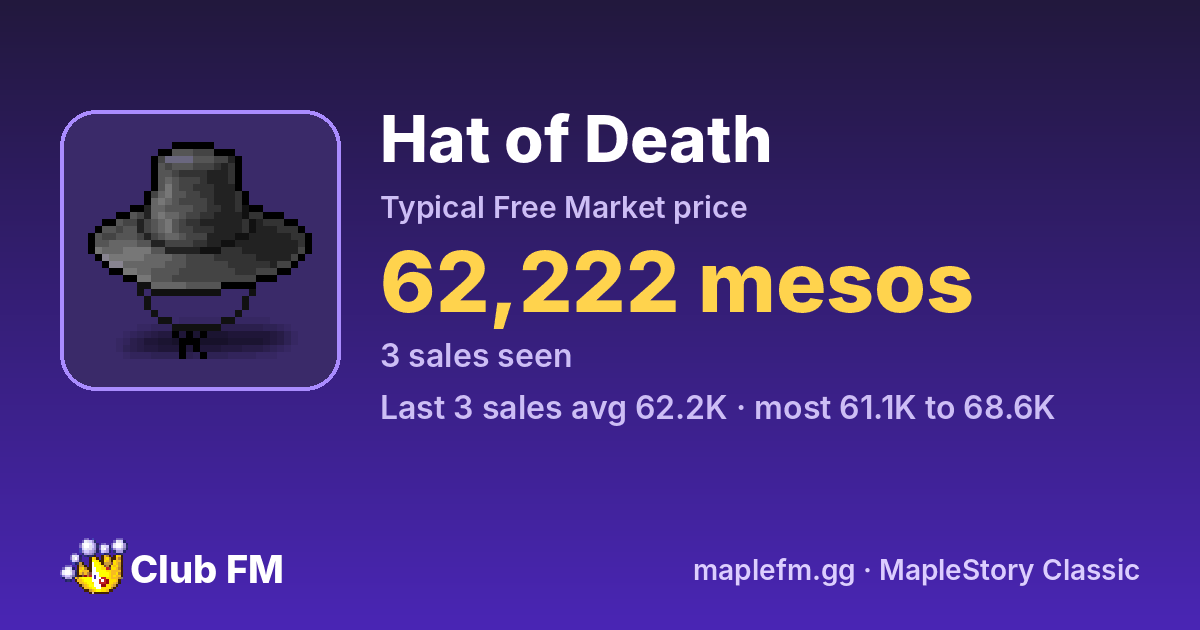 Hat of Death
Typical Free Market price
62,222 mesos
3 sales seen
Last 3 sales avg 62.2K · most 61.1K to 68.6K
Club FM
maplefm.gg · MapleStory Classic